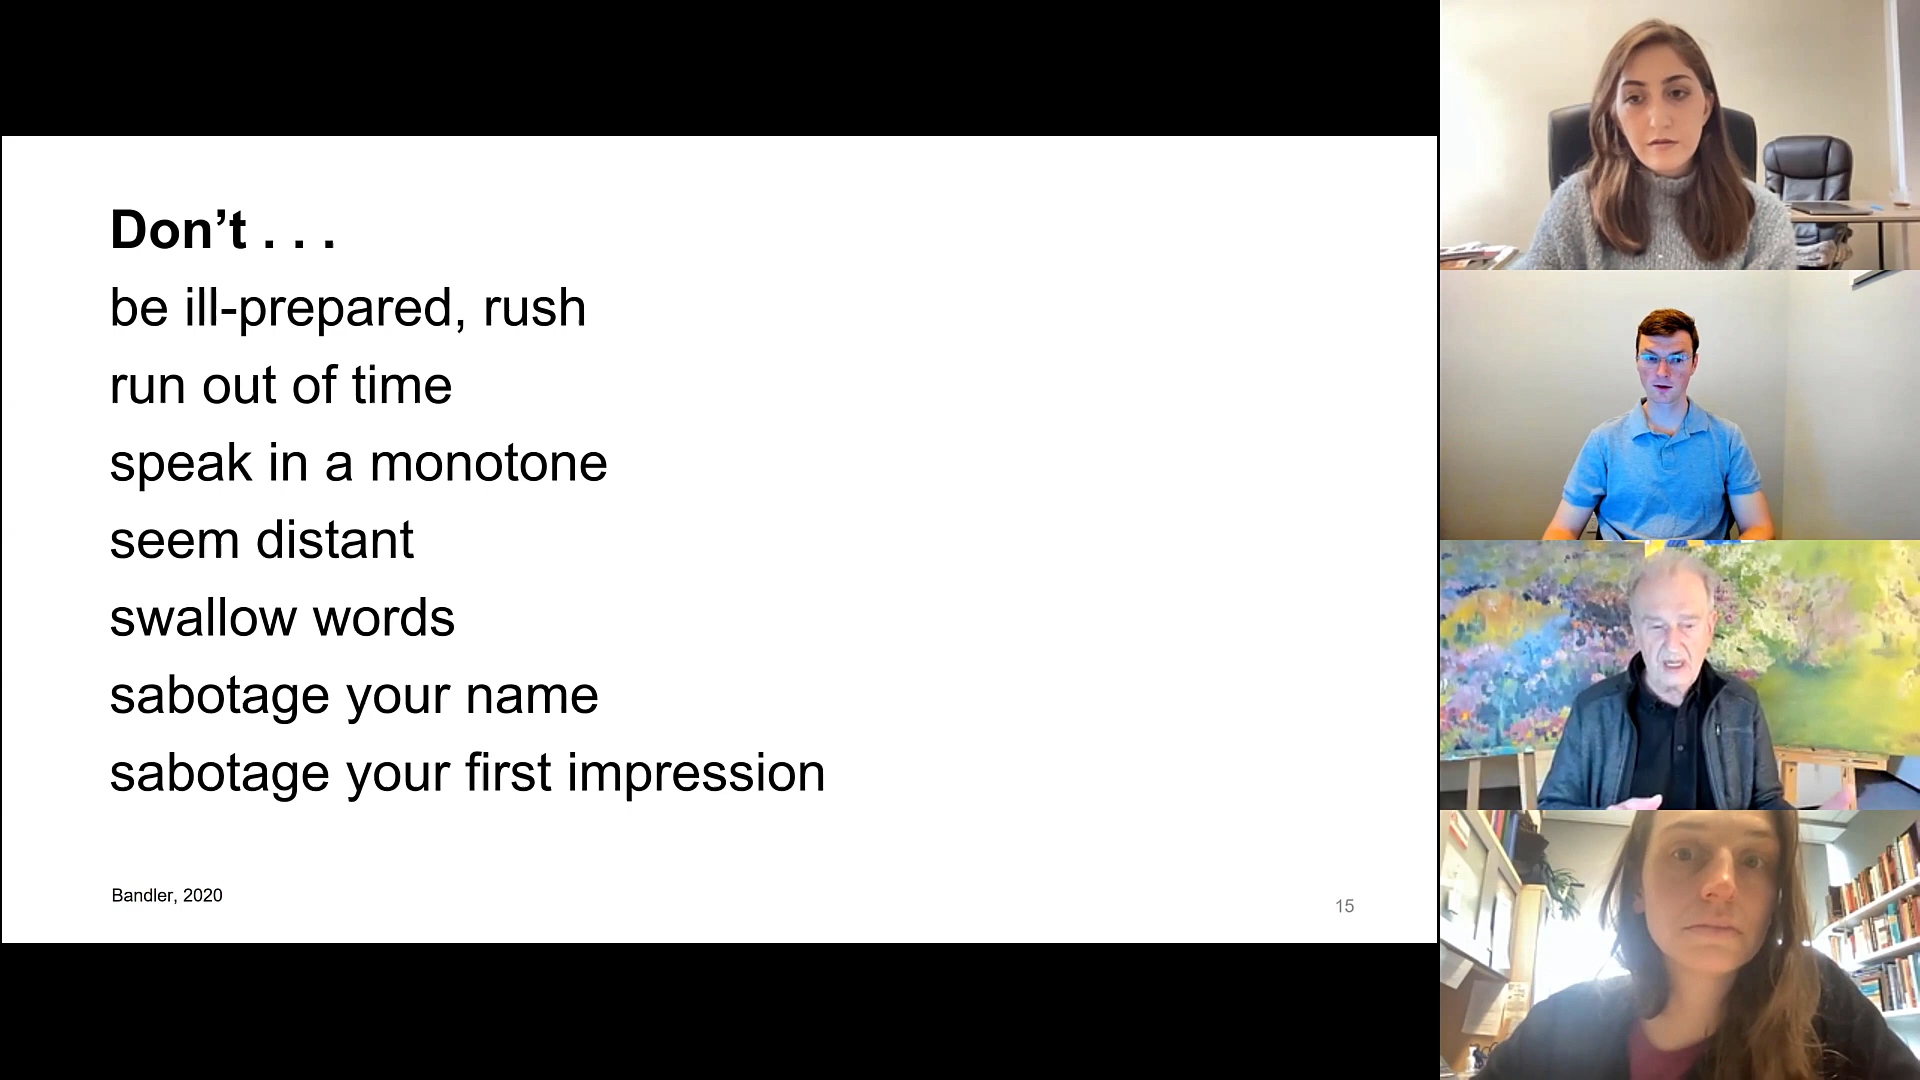 Don’t . . .
be ill-prepared, rush
run out of time
speak in a monotone
seem distant
swallow words
sabotage your name
sabotage your first impression
Bandler, 2020
15